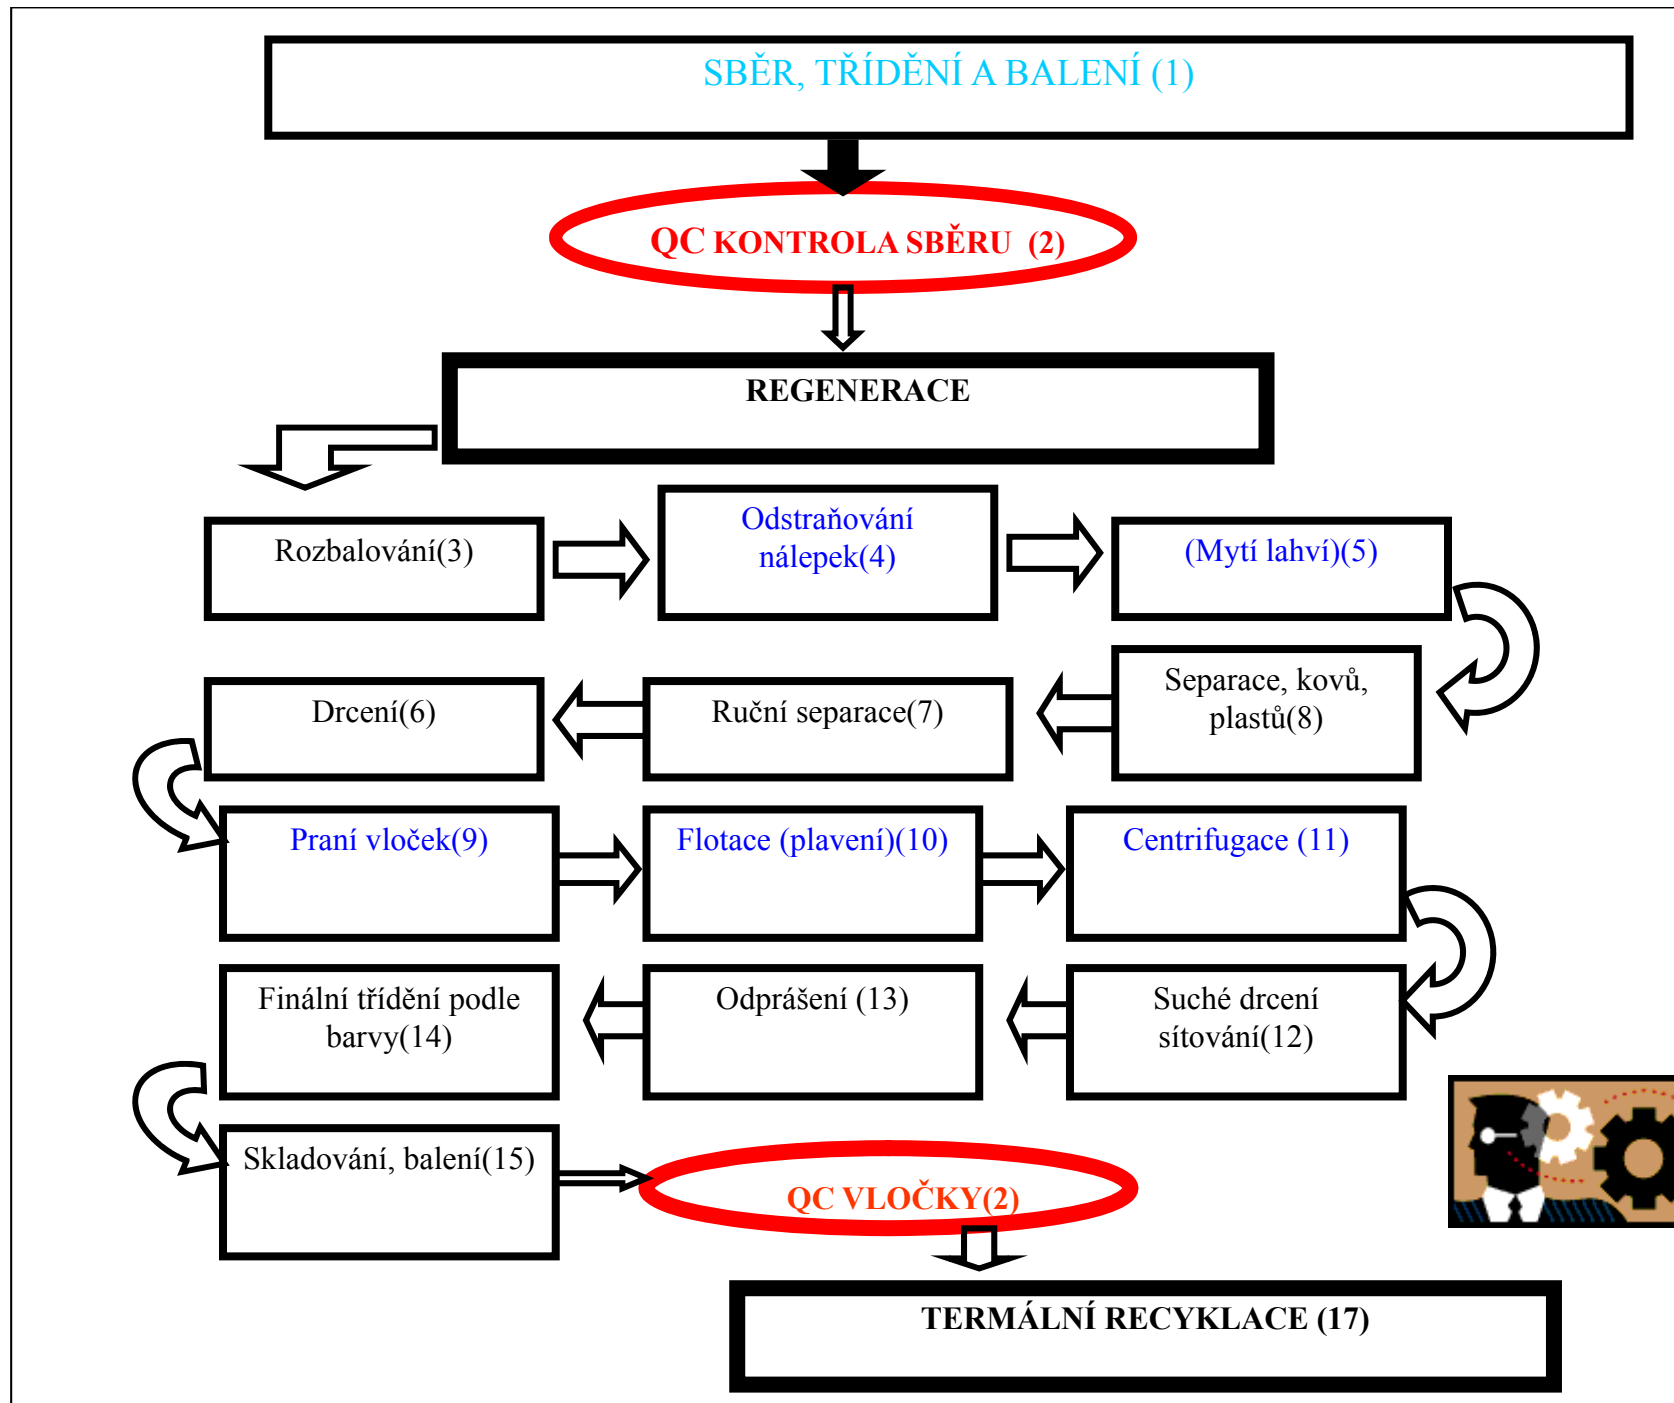 SBĚR, TŘÍDĚNÍ A BALENÍ (1)
QC KONTROLA SBĚRU (2)
REGENERACE
Rozbalování(3)
Odstraňování
nálepek(4)
(Mytí lahví)(5)
Separace, kovů,
plastů(8)
Ruční separace(7)
Drcení(6)
Praní vloček(9)
Flotace (plavení)(10)
Centrifugace (11)
Suché drcení
sítování(12)
Odprášení (13)
Finální třídění podle
barvy(14)
Skladování, balení(15)
QC VLOČKY(2)
TERMÁLNÍ RECYKLACE (17)